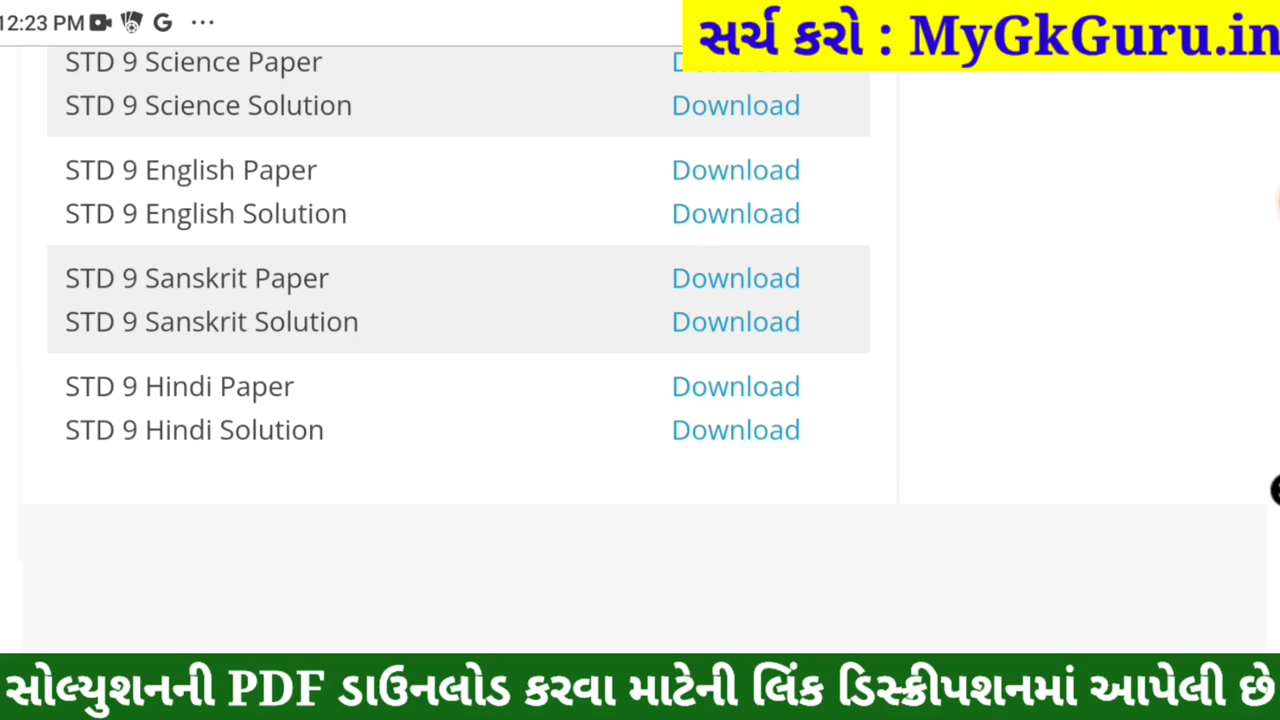 12:23 PM G ...
સર્ચ કરો : MyGkGuru.in
STD 9 Science Paper
STD 9 Science Solution Download
STD 9 English Paper Download
STD 9 English Solution Download
STD 9 Sanskrit Paper Download
STD 9 Sanskrit Solution Download
STD 9 Hindi Paper Download
STD 9 Hindi Solution Download
સોલ્યુશનની PDF ડાઉનલોડ કરવા માટેની લિંક ડિસ્ક્રીપશનમાં આપેલી છે